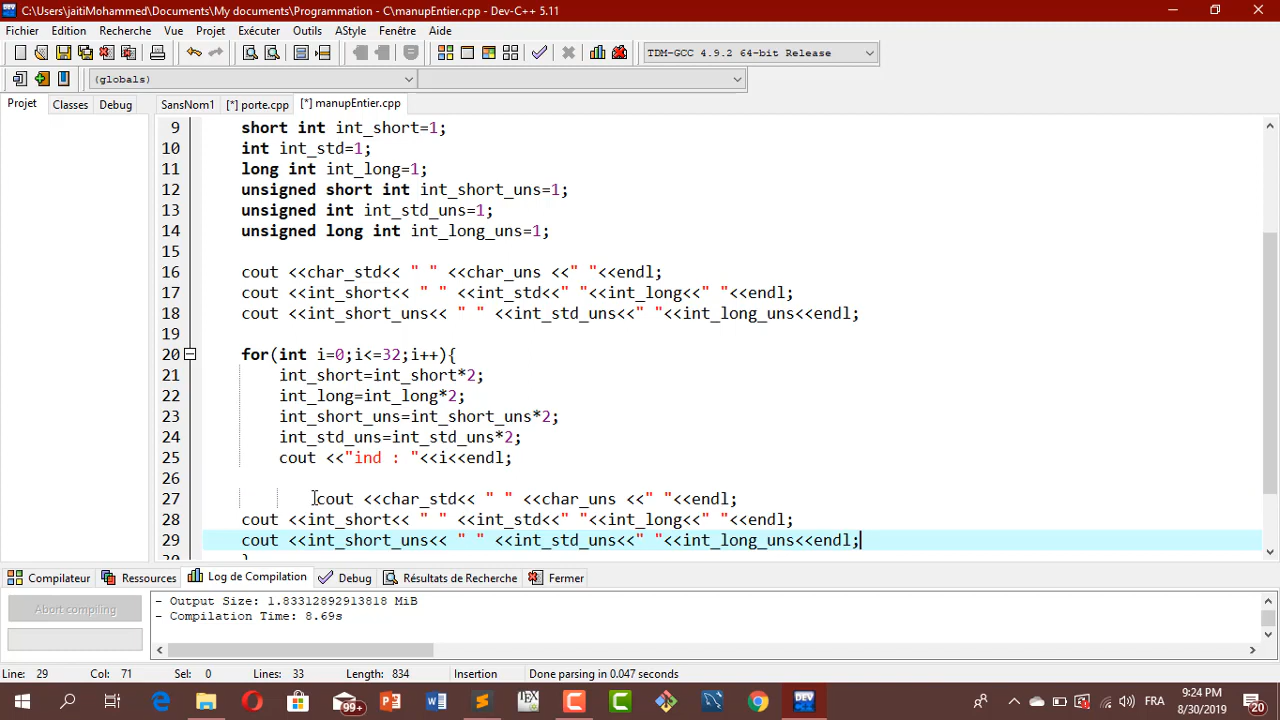 C:\Users\jaitiMohammed\Documents\My documents\Programmation - C\manupEntier.cpp - Dev-C++ 5.11
Fichier Edition Recherche Vue Projet Exécuter Outils AStyle Fenêtre Aide
TDM-GCC 4.9.2 64-bit Release
(globals)
Projet Classes Debug SansNom1 [*] porte.cpp [*] manupEntier.cpp
9 short int int_short=1;
10 int int_std=1;
11 long int int_long=1;
12 unsigned short int int_short_uns=1;
13 unsigned int int_std_uns=1;
14 unsigned long int int_long_uns=1;
15
16 cout <<char_std<< " " <<char_uns <<" "<<endl;
17 cout <<int_short<< " " <<int_std<<" "<<int_long<<" "<<endl;
18 cout <<int_short_uns<< " " <<int_std_uns<<" "<<int_long_uns<<endl;
19
20 for(int i=0;i<=32;i++){
21 int_short=int_short*2;
22 int_long=int_long*2;
23 int_short_uns=int_short_uns*2;
24 int_std_uns=int_std_uns*2;
25 cout <<"ind : "<<i<<endl;
26
27 cout <<char_std<< " " <<char_uns <<" "<<endl;
28 cout <<int_short<< " " <<int_std<<" "<<int_long<<" "<<endl;
29 cout <<int_short_uns<< " " <<int_std_uns<<" "<<int_long_uns<<endl;
Compilateur Ressources Log de Compilation Debug Résultats de Recherche Fermer
Abort compiling
- Output Size: 1.83312892913818 MiB
- Compilation Time: 8.69s
Line: 29 Col: 71 Sel: 0 Lines: 33 Length: 834 Insertion Done parsing in 0.047 seconds
99+
FRA
9:24 PM
8/30/2019
20